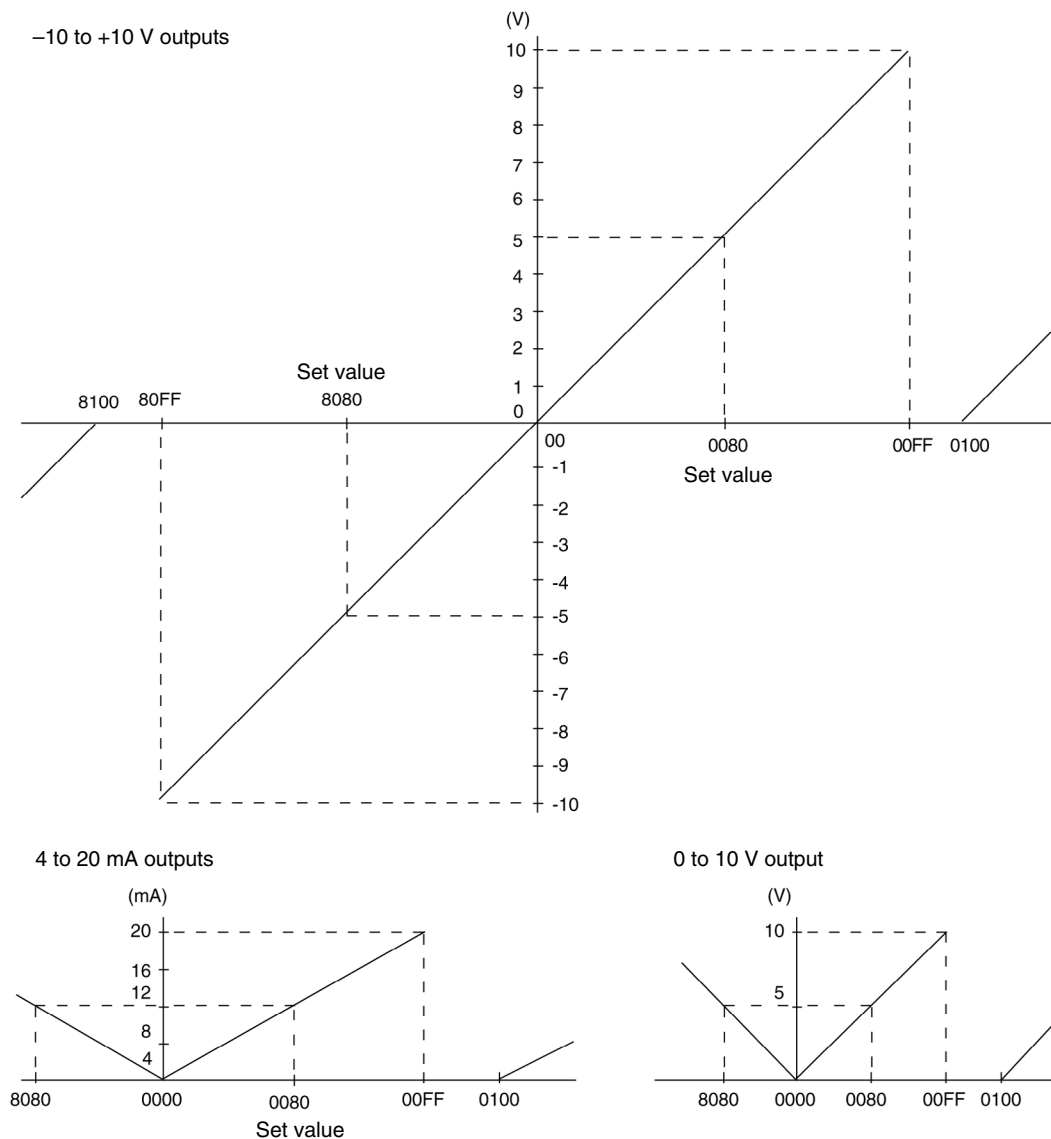 (V)
–10 to +10 V outputs
10
9
8
7
6
5
4
3
2
1
0
Set value
8100 80FF 8080
00 0080 00FF 0100
Set value
-1
-2
-3
-4
-5
-6
-7
-8
-9
-10
4 to 20 mA outputs
(mA)
20
16
12
8
4
8080 0000 0080 00FF 0100
Set value
0 to 10 V output
(V)
10
5
8080 0000 0080 00FF 0100